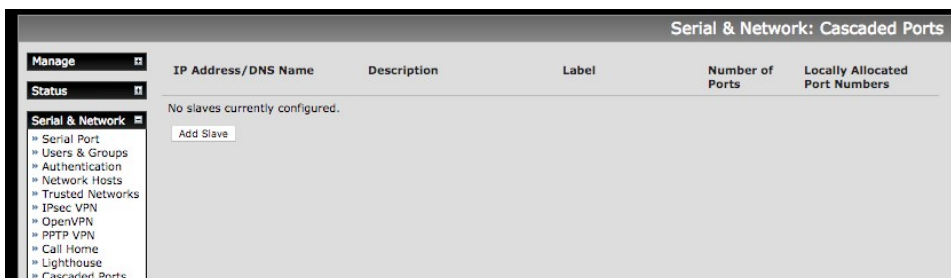 Serial & Network: Cascaded Ports
Manage
Status
Serial & Network
» Serial Port
» Users & Groups
» Authentication
» Network Hosts
» Trusted Networks
» IPsec VPN
» OpenVPN
» PPTP VPN
» Call Home
» Lighthouse
» Cascaded Ports
IP Address/DNS Name Description Label Number of Ports Locally Allocated Port Numbers
No slaves currently configured.
Add Slave